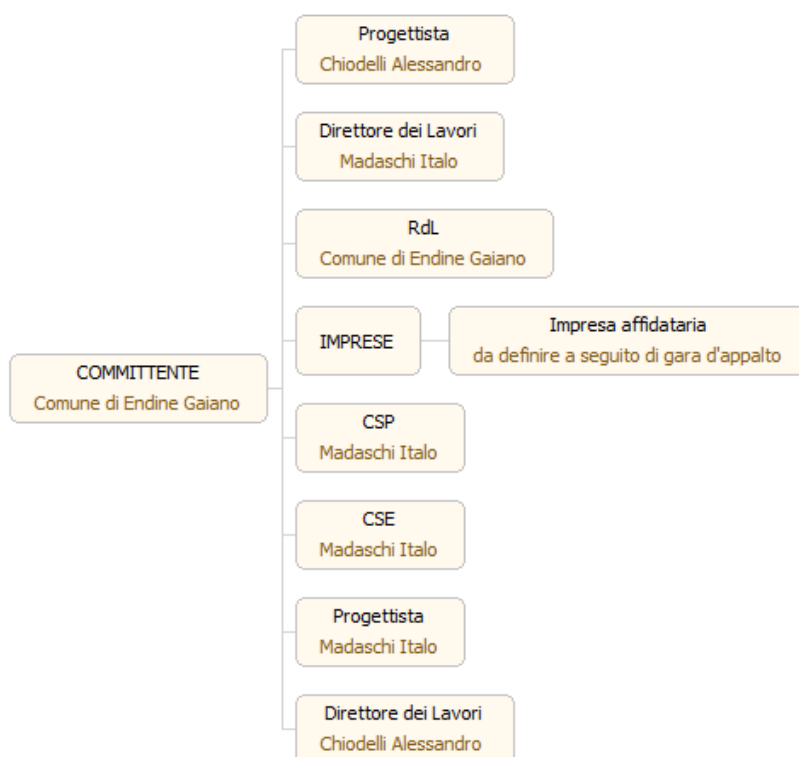 Progettista
Chiodelli Alessandro
Direttore dei Lavori
Madaschi Italo
RdL
Comune di Endine Gaiano
IMPRESE
Impresa affidataria
da definire a seguito di gara d'appalto
COMMITTENTE
Comune di Endine Gaiano
CSP
Madaschi Italo
CSE
Madaschi Italo
Progettista
Madaschi Italo
Direttore dei Lavori
Chiodelli Alessandro